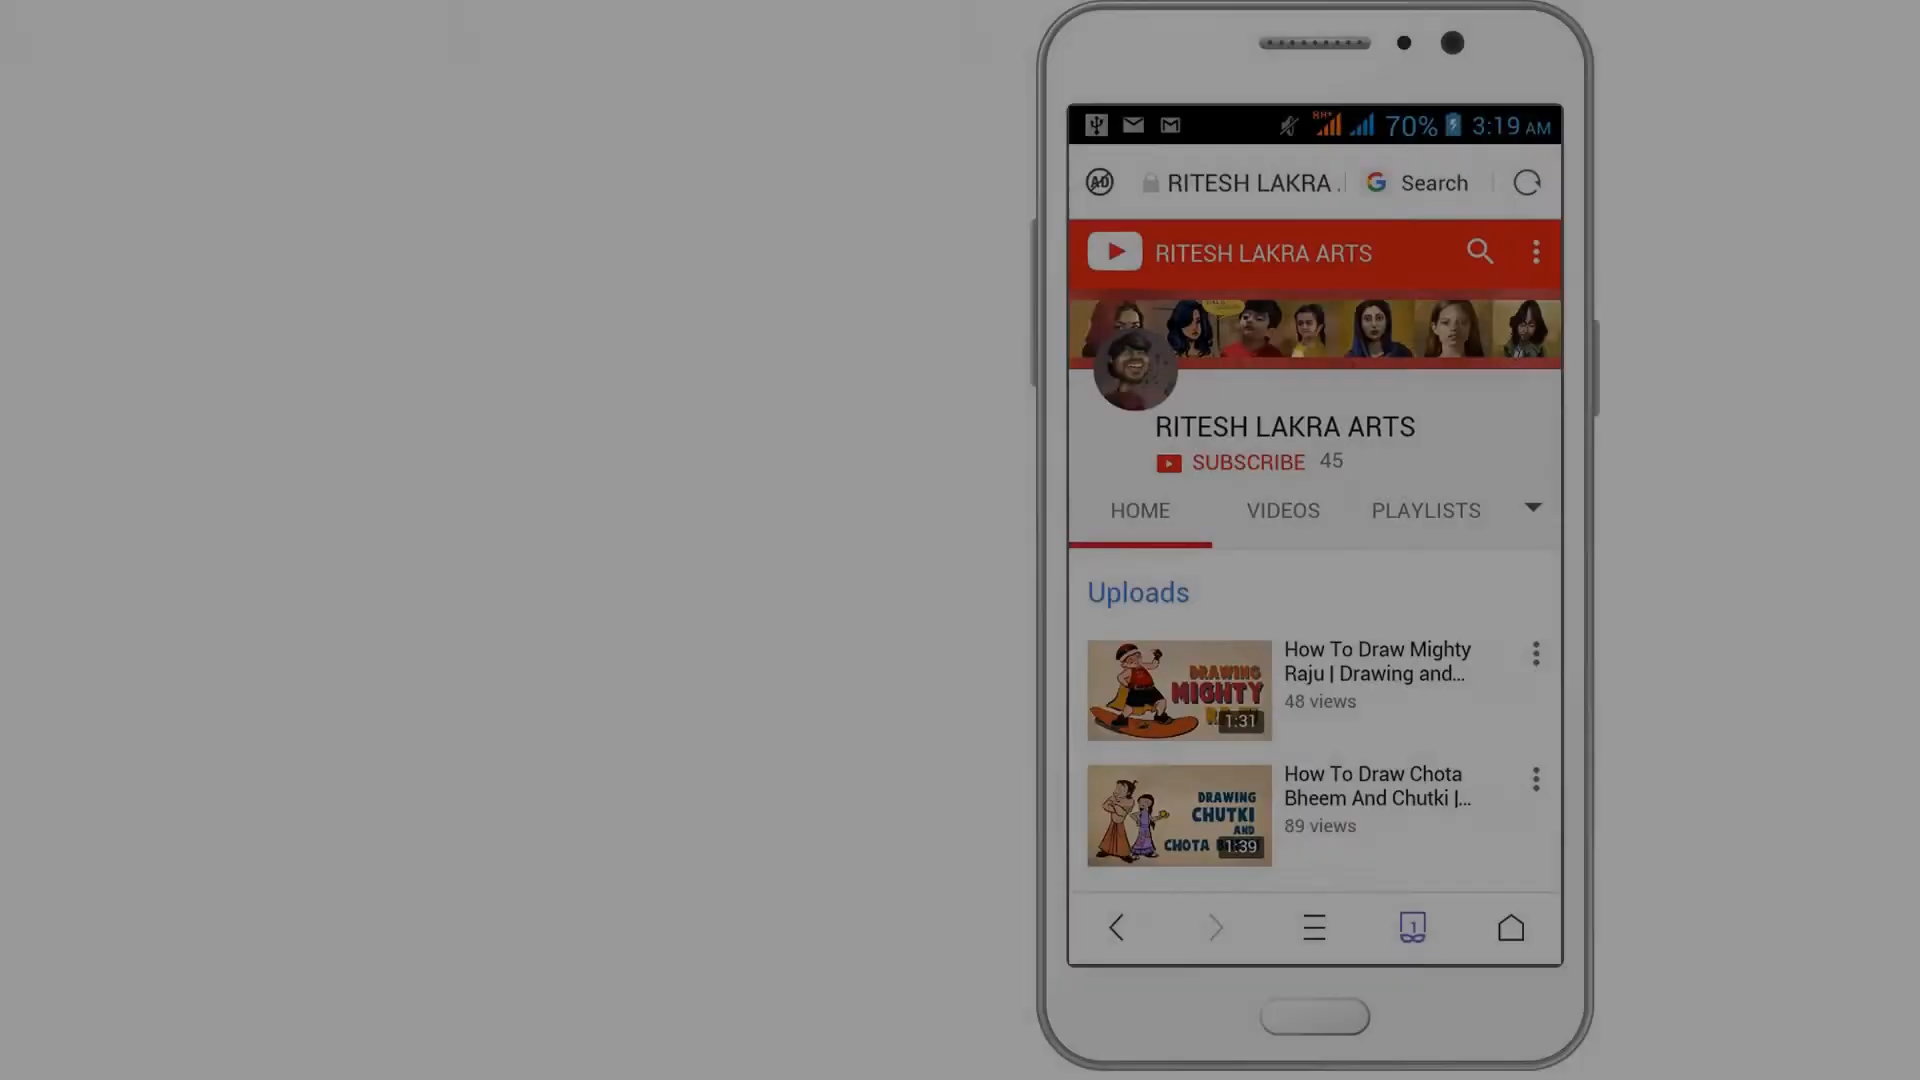 70% 3:19 AM
AD RITESH LAKRA . Search
RITESH LAKRA ARTS
RITESH LAKRA ARTS
SUBSCRIBE 45
HOME VIDEOS PLAYLISTS
Uploads
How To Draw Mighty
Raju | Drawing and...
48 views
DRAWING
MIGHTY
1:31
How To Draw Chota
Bheem And Chutki |...
89 views
DRAWING
CHUTKI
AND
CHOTA
1:39
1